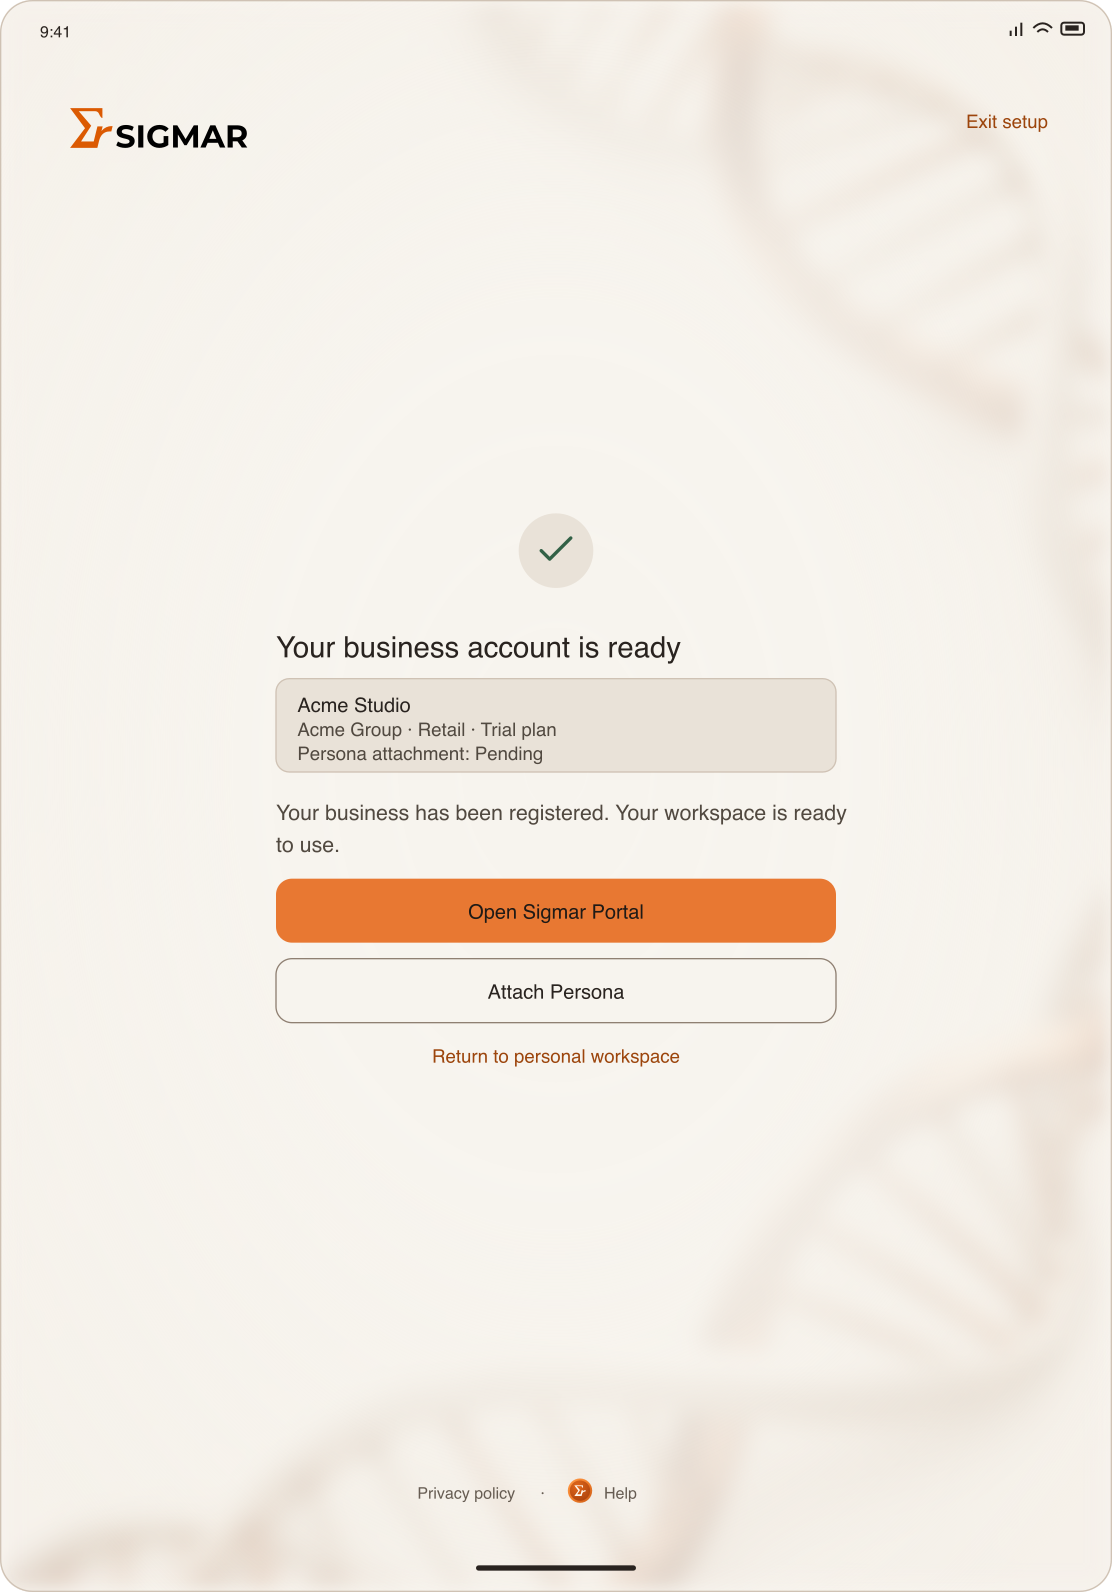 9:41
SIGMAR
Exit setup
Your business account is ready
Acme Studio
Acme Group · Retail · Trial plan
Persona attachment: Pending
Your business has been registered. Your workspace is ready
to use.
Open Sigmar Portal
Attach Persona
Return to personal workspace
Privacy policy · Help